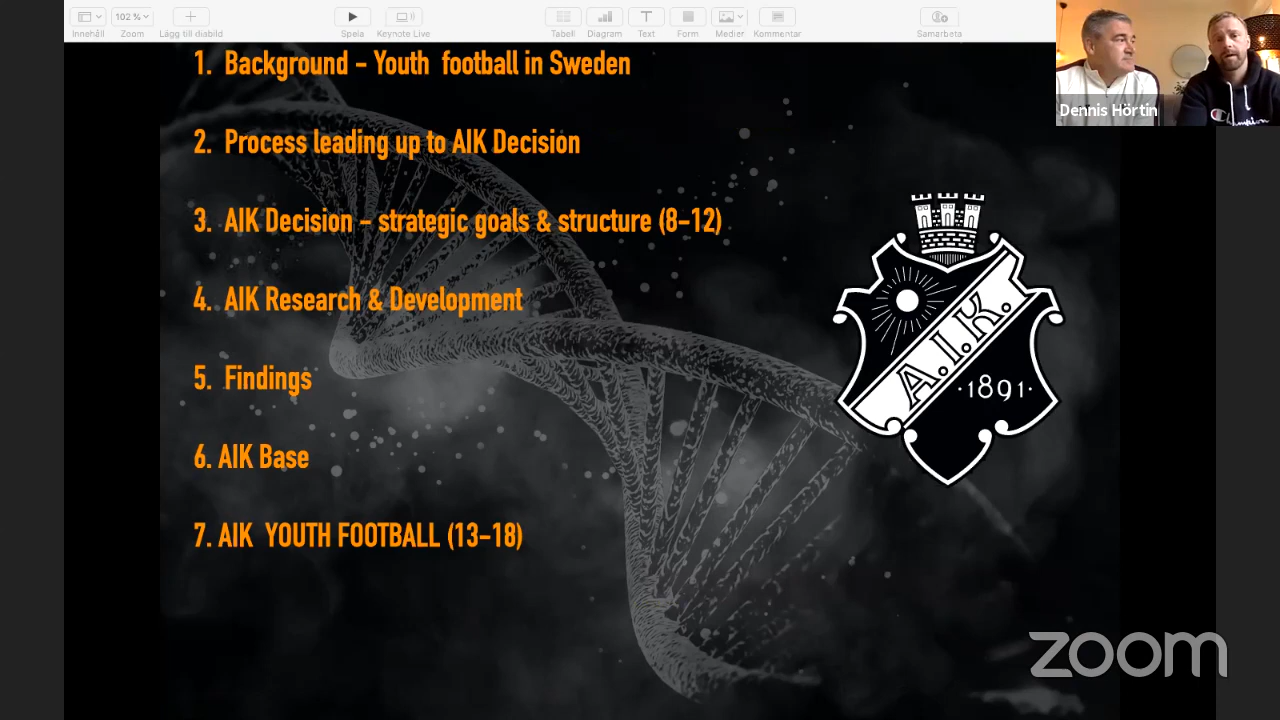 102 %
Innehåll
Zoom
Lägg till diabild
Spela
Keynote Live
Tabell
Diagram
Text
Form
Medier
Kommentar
Samarbeta
Dennis Hörtin
Champion
1. Background – Youth football in Sweden
2. Process leading up to AIK Decision
3. AIK Decision – strategic goals & structure (8–12)
4. AIK Research & Development
5. Findings
6. AIK Base
7. AIK YOUTH FOOTBALL (13–18)
A.I.K.
·1891·
zoom